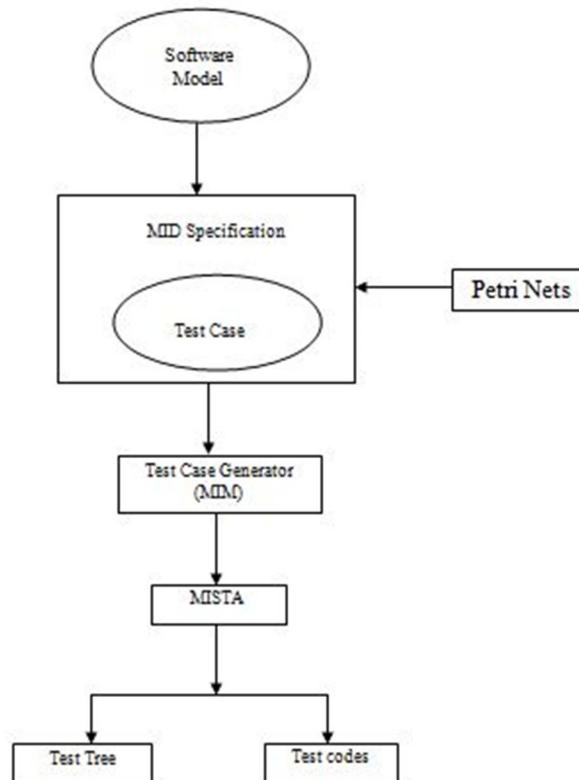 Software
Model
MID Specification
Petri Nets
Test Case
Test Case Generator
(MIM)
MISTA
Test Tree
Test codes